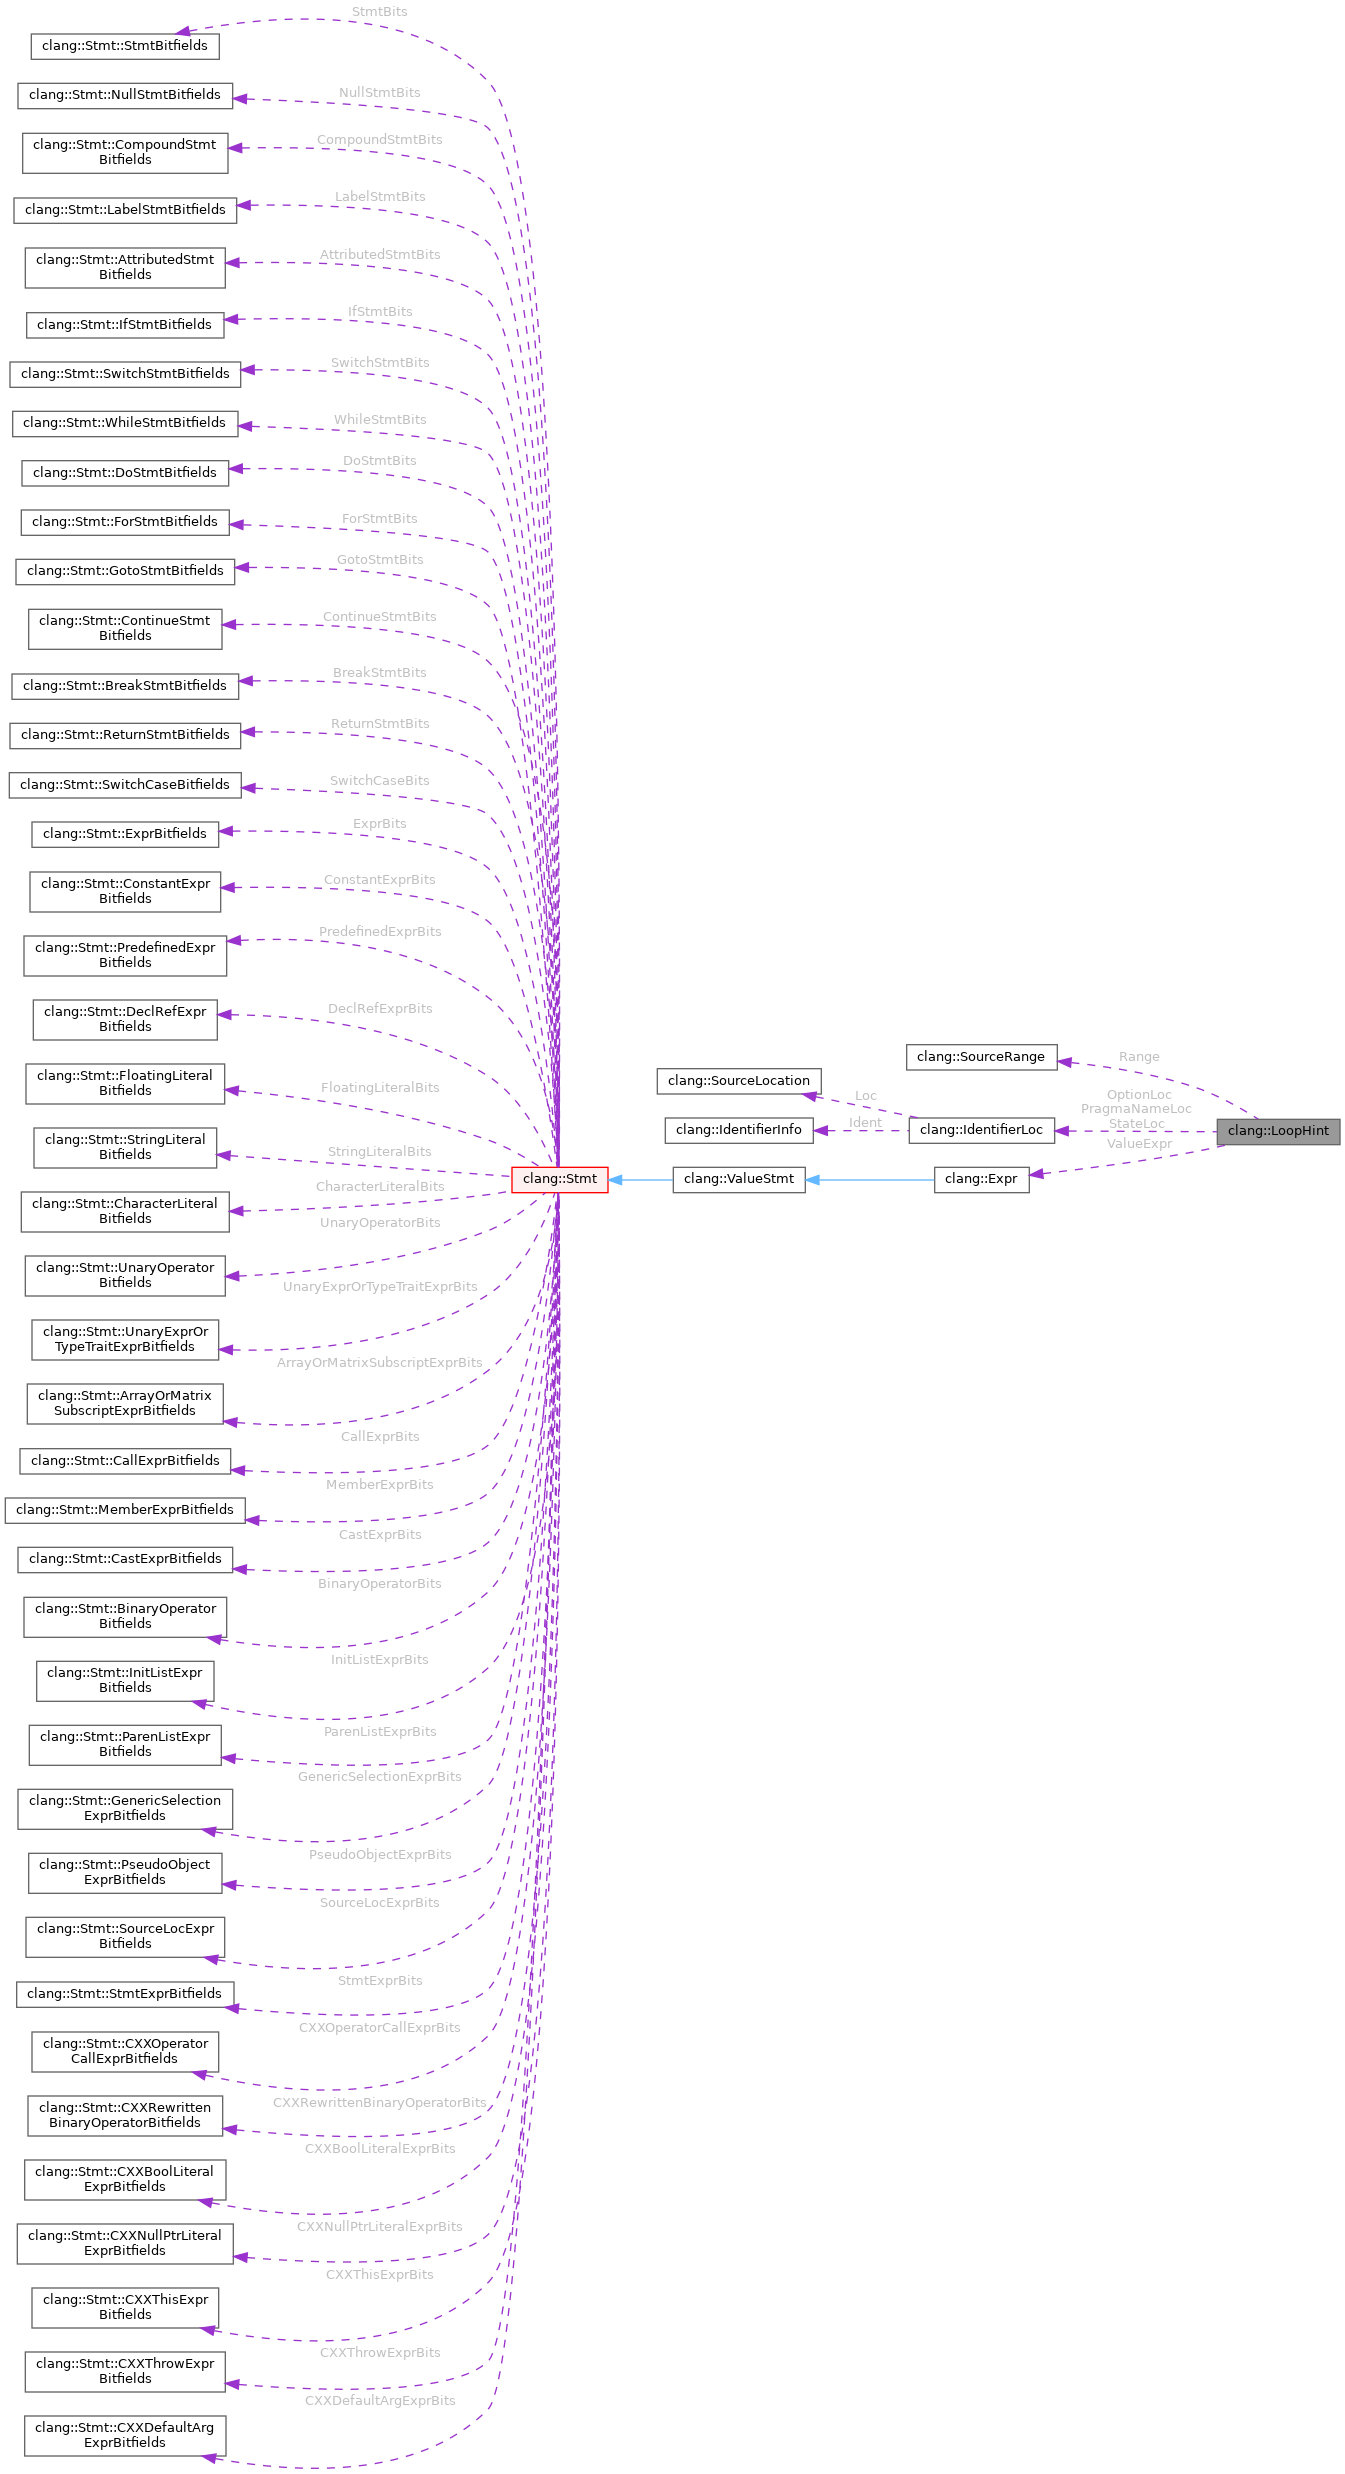 StmtBits
clang::Stmt::StmtBitfields
NullStmtBits
clang::Stmt::NullStmtBitfields
CompoundStmtBits
clang::Stmt::CompoundStmt
Bitfields
LabelStmtBits
clang::Stmt::LabelStmtBitfields
AttributedStmtBits
clang::Stmt::AttributedStmt
Bitfields
IfStmtBits
clang::Stmt::IfStmtBitfields
SwitchStmtBits
clang::Stmt::SwitchStmtBitfields
WhileStmtBits
clang::Stmt::WhileStmtBitfields
DoStmtBits
clang::Stmt::DoStmtBitfields
ForStmtBits
clang::Stmt::ForStmtBitfields
GotoStmtBits
clang::Stmt::GotoStmtBitfields
ContinueStmtBits
clang::Stmt::ContinueStmt
Bitfields
BreakStmtBits
clang::Stmt::BreakStmtBitfields
ReturnStmtBits
clang::Stmt::ReturnStmtBitfields
SwitchCaseBits
clang::Stmt::SwitchCaseBitfields
ExprBits
clang::Stmt::ExprBitfields
ConstantExprBits
clang::Stmt::ConstantExpr
Bitfields
PredefinedExprBits
clang::Stmt::PredefinedExpr
Bitfields
DeclRefExprBits
clang::Stmt::DeclRefExpr
Bitfields
FloatingLiteralBits
clang::Stmt::FloatingLiteral
Bitfields
StringLiteralBits
clang::Stmt::StringLiteral
Bitfields
CharacterLiteralBits
clang::Stmt::CharacterLiteral
Bitfields
UnaryOperatorBits
clang::Stmt::UnaryOperator
Bitfields
UnaryExprOrTypeTraitExprBits
clang::Stmt::UnaryExprOr
TypeTraitExprBitfields
ArrayOrMatrixSubscriptExprBits
clang::Stmt::ArrayOrMatrix
SubscriptExprBitfields
CallExprBits
clang::Stmt::CallExprBitfields
MemberExprBits
clang::Stmt::MemberExprBitfields
CastExprBits
clang::Stmt::CastExprBitfields
BinaryOperatorBits
clang::Stmt::BinaryOperator
Bitfields
InitListExprBits
clang::Stmt::InitListExpr
Bitfields
ParenListExprBits
clang::Stmt::ParenListExpr
Bitfields
GenericSelectionExprBits
clang::Stmt::GenericSelection
ExprBitfields
PseudoObjectExprBits
clang::Stmt::PseudoObject
ExprBitfields
SourceLocExprBits
clang::Stmt::SourceLocExpr
Bitfields
StmtExprBits
clang::Stmt::StmtExprBitfields
CXXOperatorCallExprBits
clang::Stmt::CXXOperator
CallExprBitfields
CXXRewrittenBinaryOperatorBits
clang::Stmt::CXXRewritten
BinaryOperatorBitfields
CXXBoolLiteralExprBits
clang::Stmt::CXXBoolLiteral
ExprBitfields
CXXNullPtrLiteralExprBits
clang::Stmt::CXXNullPtrLiteral
ExprBitfields
CXXThisExprBits
clang::Stmt::CXXThisExpr
Bitfields
CXXThrowExprBits
clang::Stmt::CXXThrowExpr
Bitfields
CXXDefaultArgExprBits
clang::Stmt::CXXDefaultArg
ExprBitfields
clang::Stmt
clang::ValueStmt
clang::Expr
clang::SourceLocation
clang::IdentifierInfo
Loc
Ident
clang::SourceRange
clang::IdentifierLoc
Range
OptionLoc
PragmaNameLoc
StateLoc
ValueExpr
clang::LoopHint